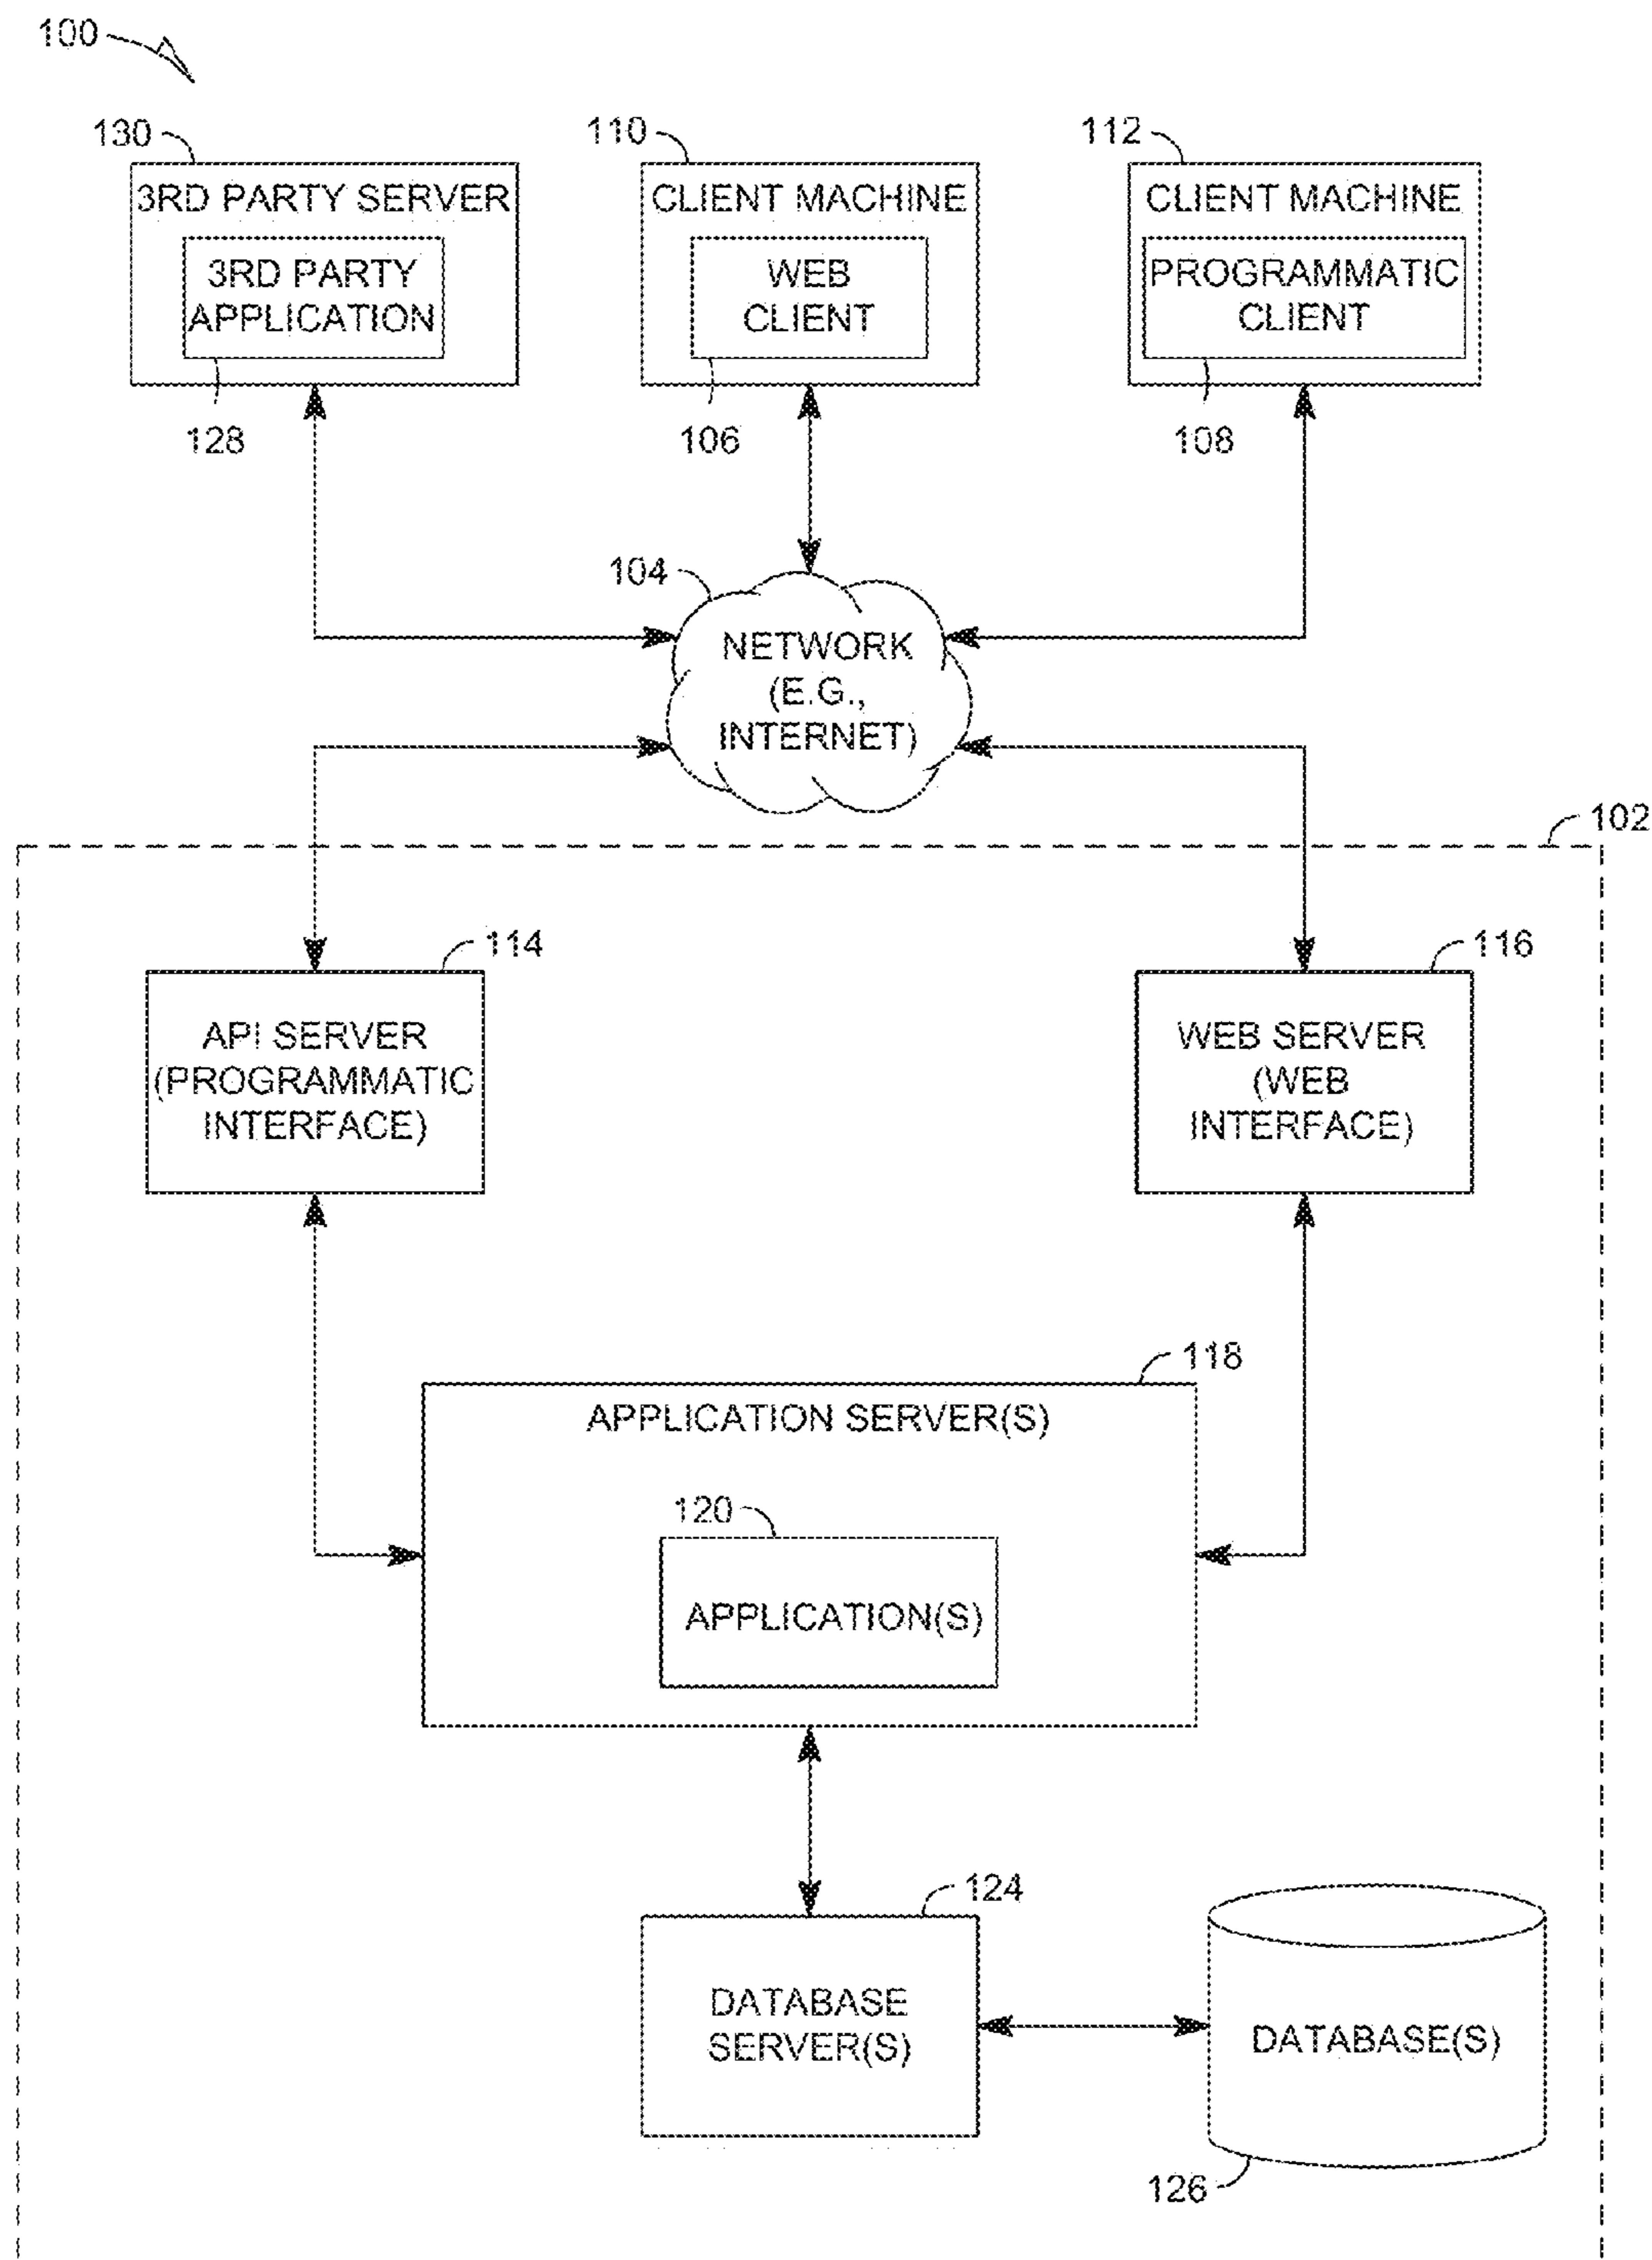 100
130
110
112
3RD PARTY SERVER
CLIENT MACHINE
CLIENT MACHINE
3RD PARTY
APPLICATION
WEB
CLIENT
PROGRAMMATIC
CLIENT
128
106
108
104
NETWORK
(E.G.,
INTERNET)
102
114
116
API SERVER
(PROGRAMMATIC
INTERFACE)
WEB SERVER
(WEB
INTERFACE)
118
APPLICATION SERVER(S)
120
APPLICATION(S)
124
DATABASE
SERVER(S)
DATABASE(S)
126